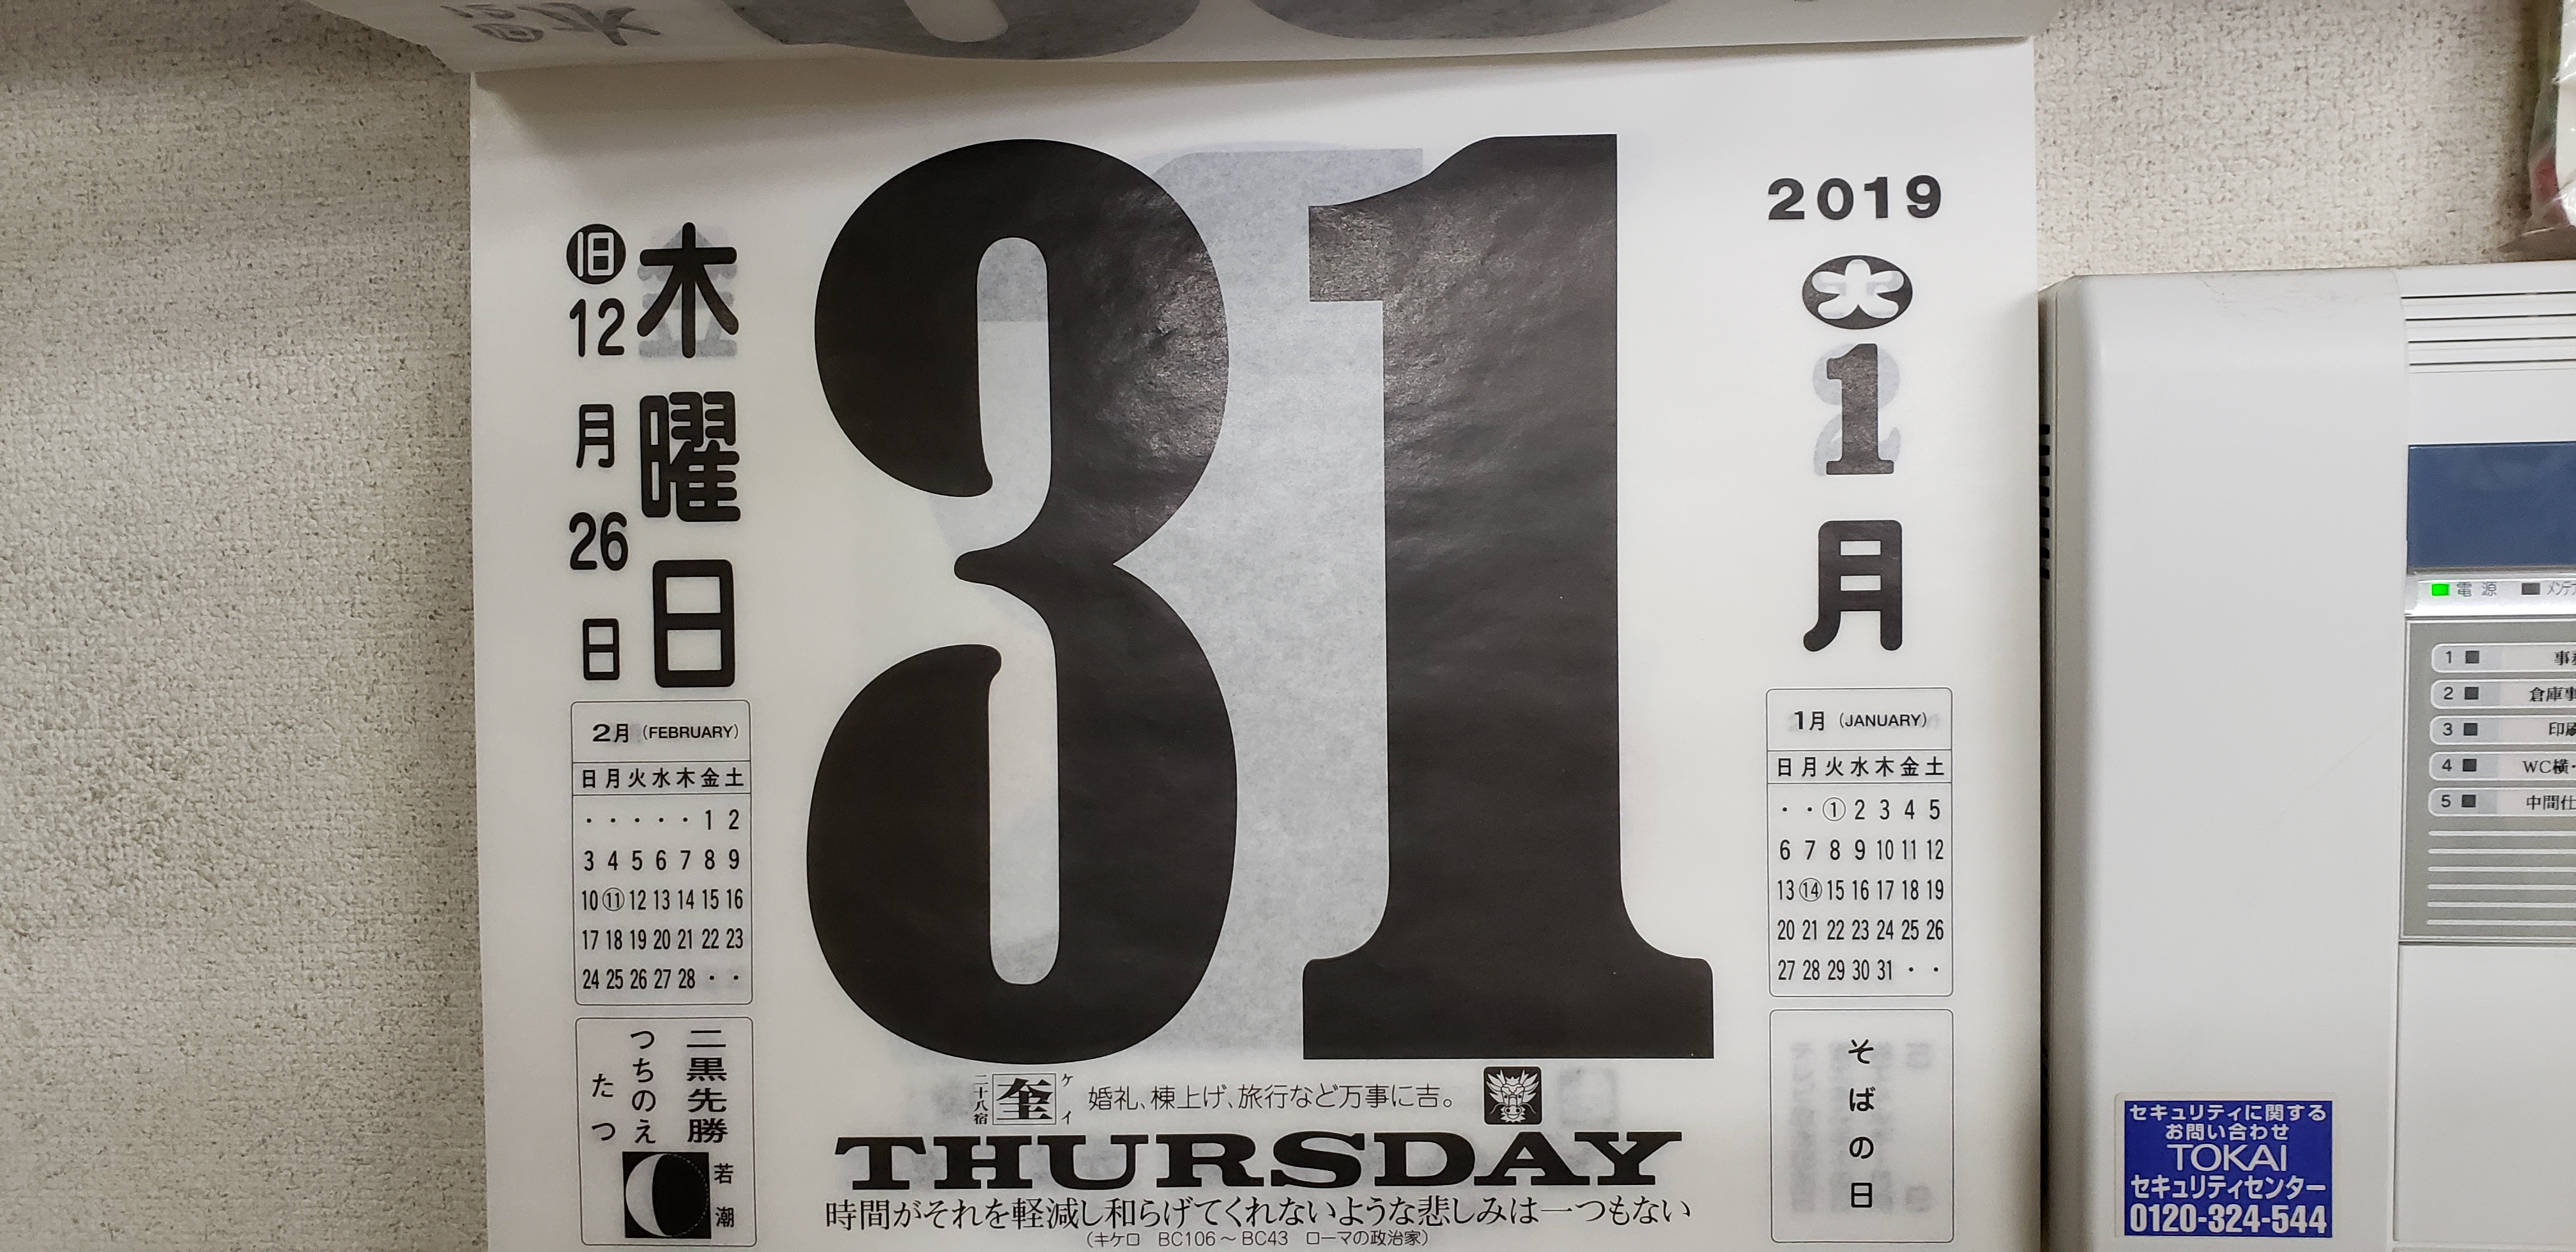 2019
大
1月
31
木曜日
旧12月26日
1月 (JANUARY)
日 月 火 水 木 金 土
・ ・ ① 2 3 4 5
6 7 8 9 10 11 12
13 ⑭ 15 16 17 18 19
20 21 22 23 24 25 26
27 28 29 30 31 ・ ・
2月 (FEBRUARY)
日 月 火 水 木 金 土
・ ・ ・ ・ ・ 1 2
3 4 5 6 7 8 9
10 ⑪ 12 13 14 15 16
17 18 19 20 21 22 23
24 25 26 27 28 ・ ・
そばの日
二黒先勝
つちのえ
たつ
若潮
二十八宿
奎
ケイ
婚礼、棟上げ、旅行など万事に吉。
THURSDAY
時間がそれを軽減し和らげてくれないような悲しみは一つもない
(キケロ BC106～BC43 ローマの政治家)
電源
1
2 倉庫
3 印刷
4 WC横
5 中間仕
セキュリティに関する
お問い合わせ
TOKAI
セキュリティセンター
0120-324-544